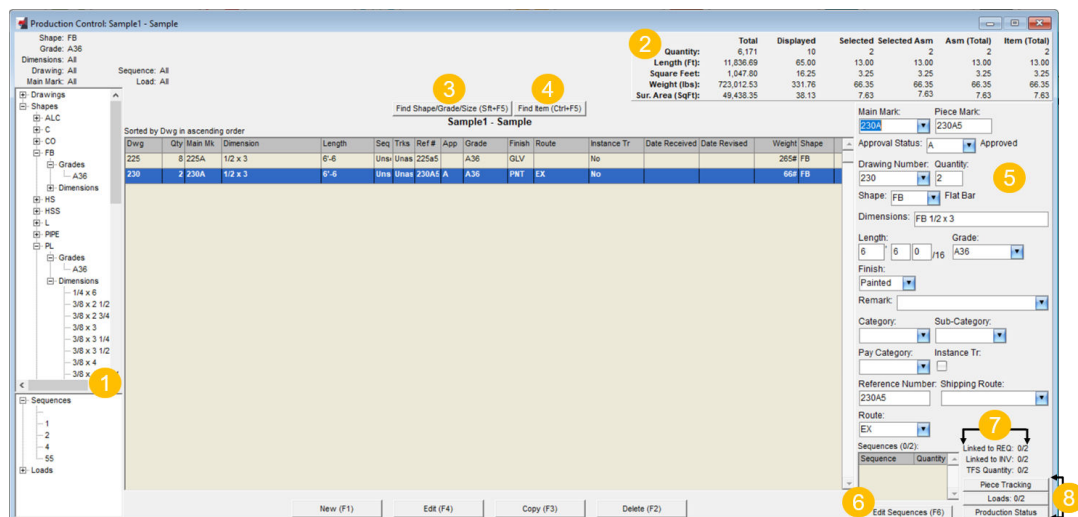 Production Control: Sample1 - Sample
Shape: FB
Grade: A36
Dimensions: All
Drawing: All Sequence: All
Main Mark: All Load: All
2
Total Displayed Selected Selected Asm Asm (Total) Item (Total)
Quantity: 6,171 10 2 2 2 2
Length (Ft): 11,836.69 65.00 13.00 13.00 13.00 13.00
Square Feet: 1,047.80 16.25 3.25 3.25 3.25 3.25
Weight (lbs): 723,012.53 331.76 66.35 66.35 66.35 66.35
Sur. Area (SqFt): 49,438.35 38.13 7.63 7.63 7.63 7.63
Drawings
Shapes
ALC
C
CO
FB
Grades
A36
Dimensions
HS
HSS
L
PIPE
PL
Grades
A36
Dimensions
1/4 x 6
3/8 x 2 1/2
3/8 x 2 3/4
3/8 x 3
3/8 x 3 1/4
3/8 x 3 1/2
3/8 x 4
3/8 x
1
Sequences
1
2
4
55
Loads
3
4
Find Shape/Grade/Size (Sft+F5) Find Item (Ctrl+F5)
Sample1 - Sample
Sorted by Dwg in ascending order
Dwg Qty Main Mk Dimension Length Seq Trks Ref # App Grade Finish Route Instance Tr Date Received Date Revised Weight Shape
225 8 225A 1/2 x 3 6'-6 Uns Unas 225a5 A36 GLV No 265# FB
230 2 230A 1/2 x 3 6'-6 Uns Unas 230A5 A A36 PNT EX No 66# FB
New (F1) Edit (F4) Copy (F3) Delete (F2)
Main Mark: Piece Mark:
230A 230A5
Approval Status: A Approved
Drawing Number: Quantity:
230 2
5
Shape: FB Flat Bar
Dimensions: FB 1/2 x 3
Length: Grade:
6 ' 6 0 /16 A36
Finish:
Painted
Remark:
Category: Sub-Category:
Pay Category: Instance Tr:
Reference Number: Shipping Route:
230A5
Route:
EX
7
Sequences (0/2):
Sequence Quantity
Linked to REQ: 0/2
Linked to INV: 0/2
TFS Quantity: 0/2
Piece Tracking
Loads: 0/2
6
8
Edit Sequences (F6) Production Status